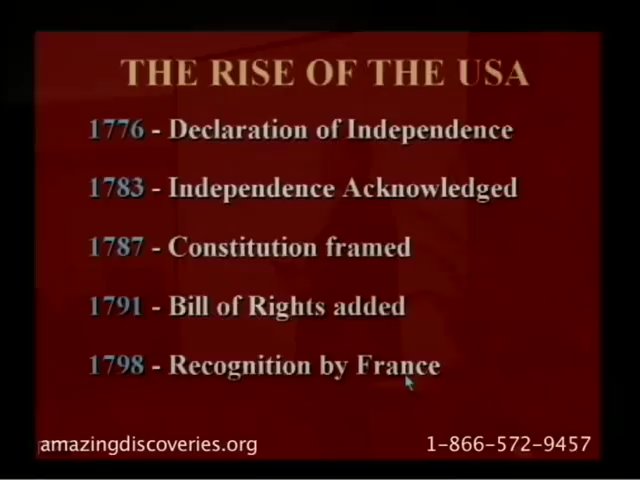 THE RISE OF THE USA
1776 - Declaration of Independence
1783 - Independence Acknowledged
1787 - Constitution framed
1791 - Bill of Rights added
1798 - Recognition by France
amazingdiscoveries.org 1-866-572-9457